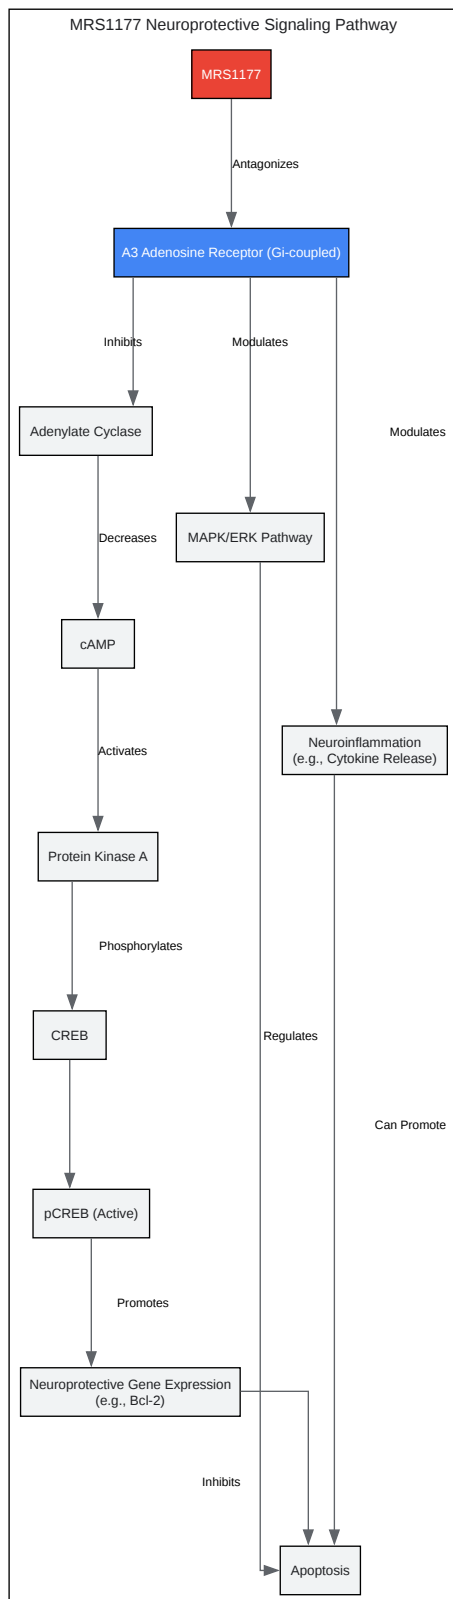 MRS1177 Neuroprotective Signaling Pathway
MRS1177
Antagonizes
A3 Adenosine Receptor (Gi-coupled)
Inhibits
Modulates
Modulates
Adenylate Cyclase
Decreases
MAPK/ERK Pathway
cAMP
Activates
Neuroinflammation
(e.g., Cytokine Release)
Protein Kinase A
Phosphorylates
CREB
Regulates
Can Promote
pCREB (Active)
Promotes
Neuroprotective Gene Expression
(e.g., Bcl-2)
Inhibits
Apoptosis